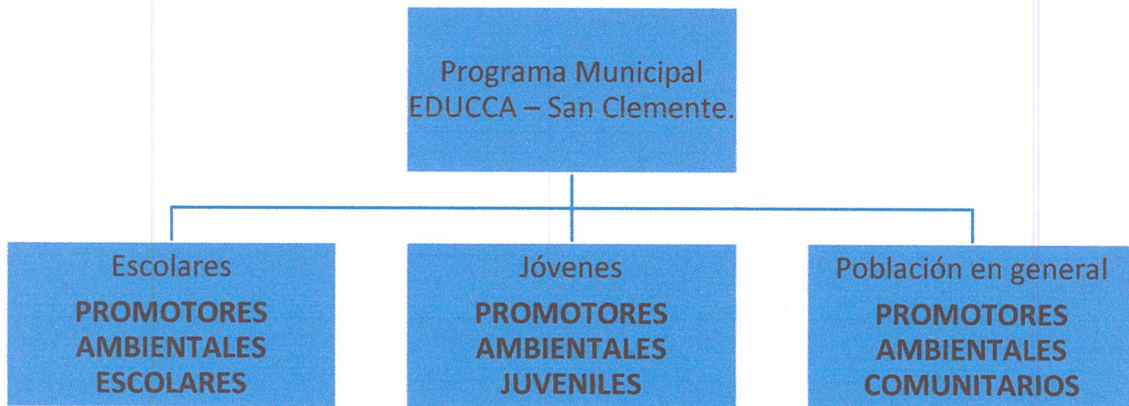 Programa Municipal
EDUCCA – San Clemente.
Escolares
PROMOTORES
AMBIENTALES
ESCOLARES
Jóvenes
PROMOTORES
AMBIENTALES
JUVENILES
Población en general
PROMOTORES
AMBIENTALES
COMUNITARIOS